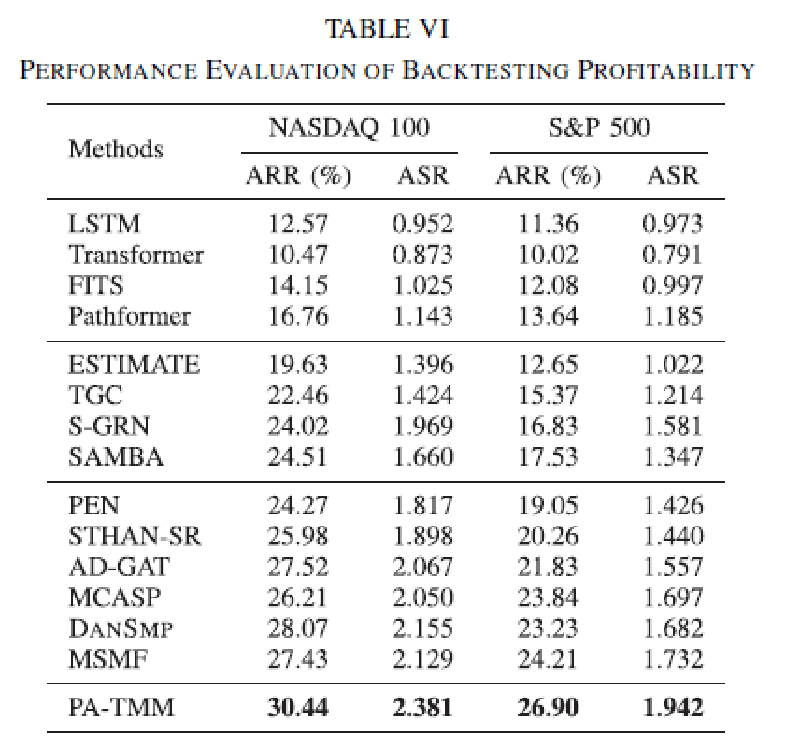 TABLE VI
PERFORMANCE EVALUATION OF BACKTESTING PROFITABILITY
Methods NASDAQ 100 S&P 500
ARR (%) ASR ARR (%) ASR
LSTM 12.57 0.952 11.36 0.973
Transformer 10.47 0.873 10.02 0.791
FITS 14.15 1.025 12.08 0.997
Pathformer 16.76 1.143 13.64 1.185
ESTIMATE 19.63 1.396 12.65 1.022
TGC 22.46 1.424 15.37 1.214
S-GRN 24.02 1.969 16.83 1.581
SAMBA 24.51 1.660 17.53 1.347
PEN 24.27 1.817 19.05 1.426
STHAN-SR 25.98 1.898 20.26 1.440
AD-GAT 27.52 2.067 21.83 1.557
MCASP 26.21 2.050 23.84 1.697
DANSMP 28.07 2.155 23.23 1.682
MSMF 27.43 2.129 24.21 1.732
PA-TMM 30.44 2.381 26.90 1.942